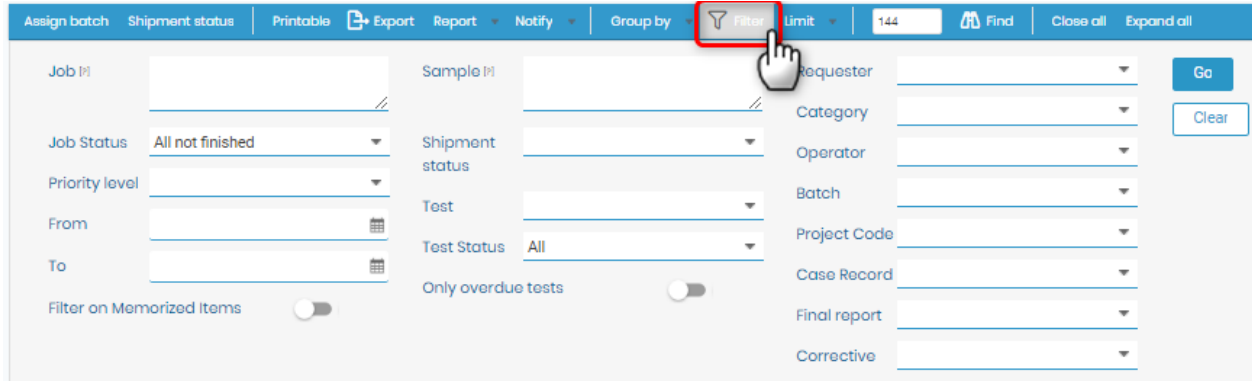 Assign batch Shipment status Printable Export Report Notify Group by Filter Limit 144 Find Close all Expand all
Job [?] Sample [?] Requester Go
Category Clear
Job Status All not finished Shipment status Operator
Priority level Batch
Test
From Project Code
Test Status All
To Case Record
Only overdue tests
Filter on Memorized Items Final report
Corrective